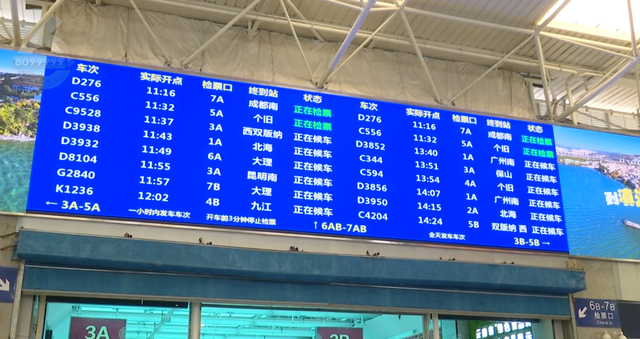 8099999
车次 实际开点 检票口 终到站 状态
D276 11:16 7A 成都南 正在检票
C556 11:32 5A 个旧 正在检票
C9528 11:37 3A 西双版纳 正在候车
D3938 11:43 1A 北海 正在候车
D3932 11:49 6A 大理 正在候车
D8104 11:55 3A 昆明南 正在候车
G2840 11:57 7B 大理 正在候车
K1236 12:02 4B 九江 正在候车
← 3A-5A 一小时内发车车次 开车前3分钟停止检票
车次 实际开点 检票口 终到站 状态
D276 11:16 7A 成都南 正在检票
C556 11:32 5A 个旧 正在检票
D3852 13:40 1A 广州南 正在候车
C344 13:51 3A 保山 正在候车
C594 13:54 4A 个旧 正在候车
D3856 14:07 1A 广州南 正在候车
D3950 14:15 2A 北海 正在候车
C4204 14:24 5B 双版纳 西 正在候车
↑ 6AB-7AB 全天发车车次 3B-5B →
3A
6B-7B
检票口
Check in